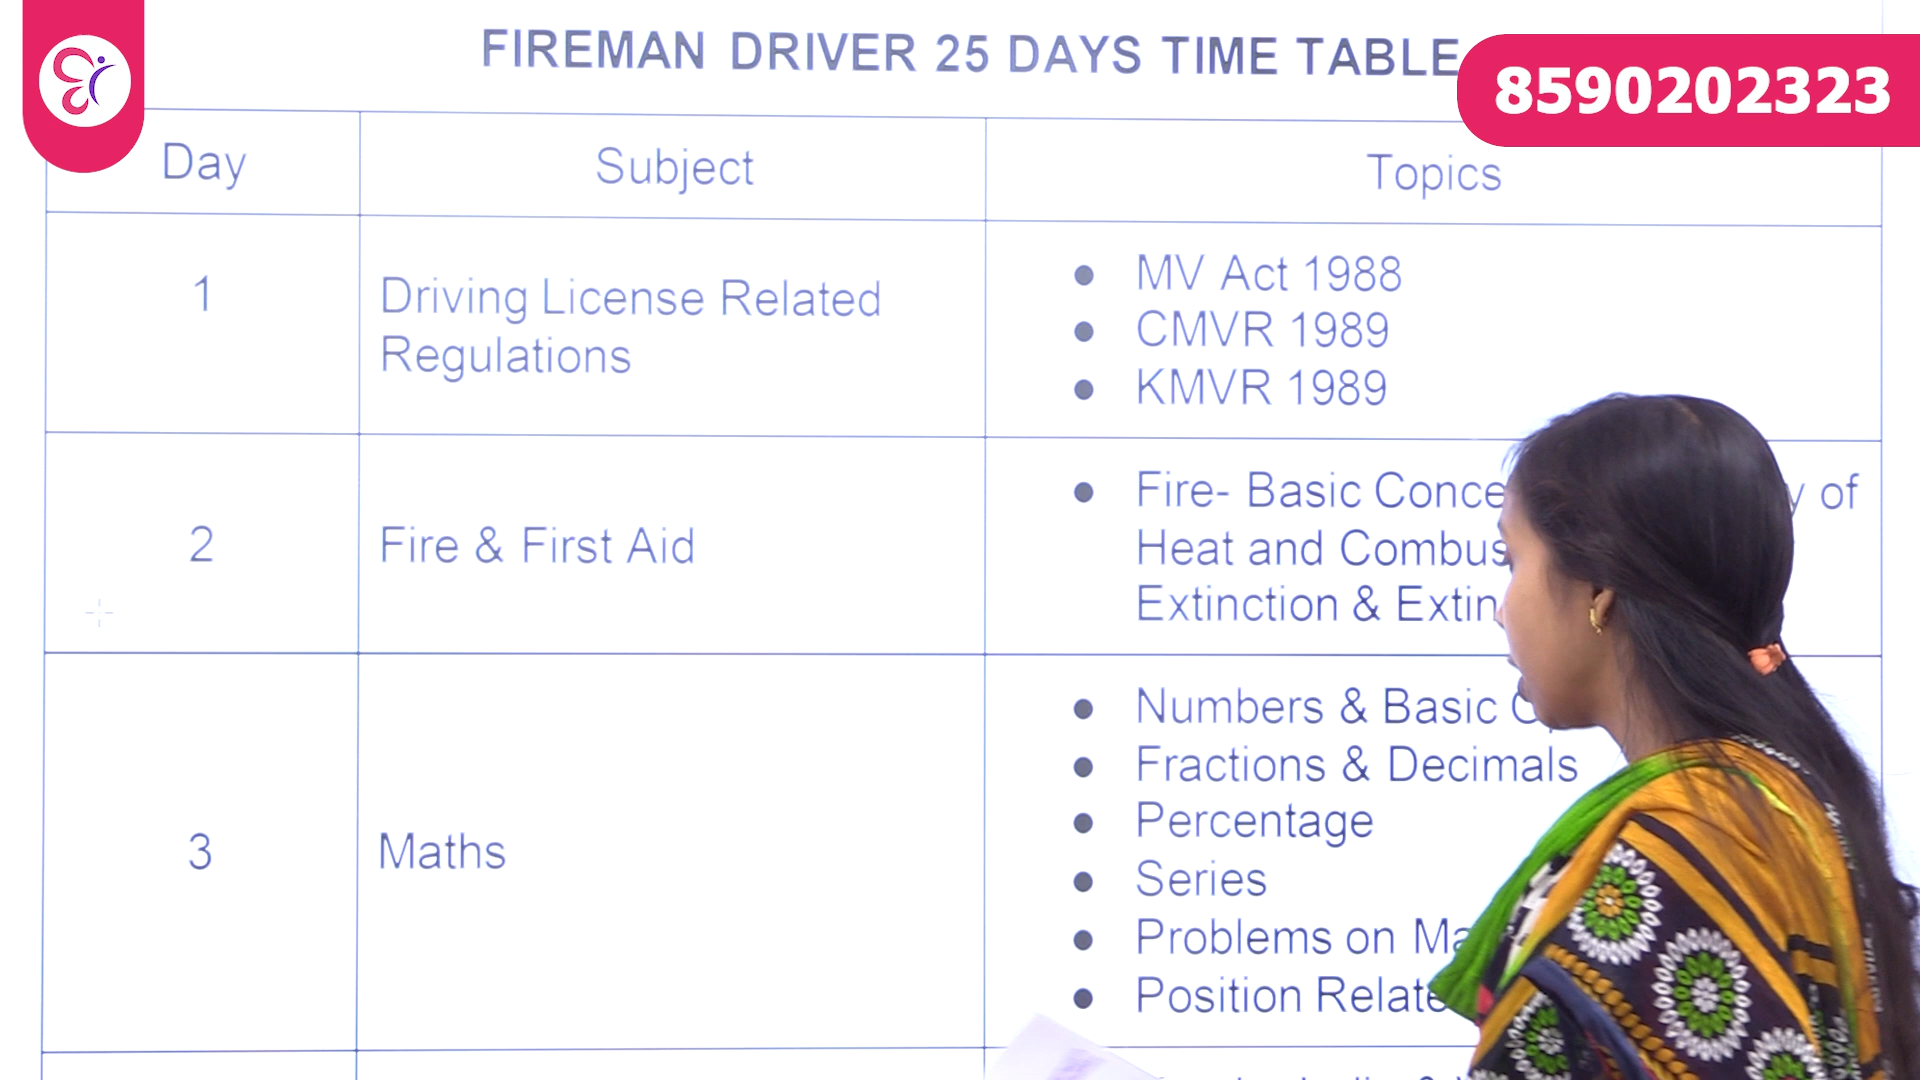 FIREMAN DRIVER 25 DAYS TIME TABLE
8590202323
Day Subject Topics
1
Driving License Related
Regulations
● MV Act 1988
● CMVR 1989
● KMVR 1989
2
Fire & First Aid
● Fire- Basic of
Heat and
Extinction &
3
Maths
● Numbers & Basic
● Fractions & Decimals
● Percentage
● Series
● Problems on
● Position